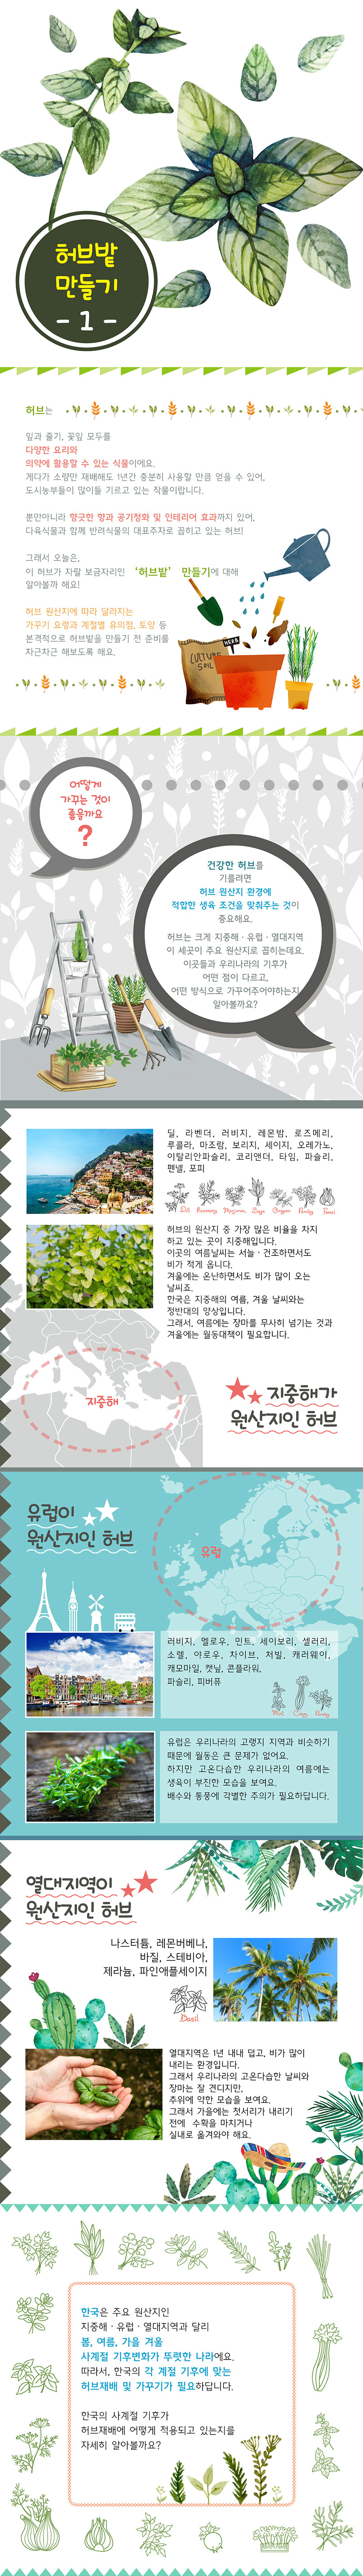 허브밭
만들기
- 1 -
허브는
잎과 줄기, 꽃잎 모두를
다양한 요리와
의약에 활용할 수 있는 식물이에요.
게다가 소량만 재배해도 1년간 충분히 사용할 만큼 얻을 수 있어,
도시농부들이 많이들 기르고 있는 작물이랍니다.
뿐만아니라 향긋한 향과 공기정화 및 인테리어 효과까지 있어,
다육식물과 함께 반려식물의 대표주자로 꼽히고 있는 허브!
그래서 오늘은,
이 허브가 자랄 보금자리인 '허브밭' 만들기에 대해
알아볼까 해요!
허브 원산지에 따라 달라지는
가꾸기 요령과 계절별 유의점, 토양 등
본격적으로 허브밭을 만들기 전 준비를
차근차근 해보도록 해요.
HERB
CULTURE
SOIL
어떻게
가꾸는 것이
좋을까요
?
건강한 허브를
기를려면
허브 원산지 환경에
적합한 생육 조건을 맞춰주는 것이
중요해요.
허브는 크게 지중해 · 유럽 · 열대지역
이 세곳이 주요 원산지로 꼽히는데요.
이곳들과 우리나라의 기후가
어떤 점이 다르고,
어떤 방식으로 가꾸어주어야하는지
알아볼까요?
딜, 라벤더, 러비지, 레몬밤, 로즈메리,
루콜라, 마조람, 보리지, 세이지, 오레가노,
이탈리안파슬리, 코리앤더, 타임, 파슬리,
펜넬, 포피
Dill Rosemary Marjoram Sage Oregano Parsley Fennel
허브의 원산지 중 가장 많은 비율을 차지
하고 있는 곳이 지중해입니다.
이곳의 여름날씨는 서늘 · 건조하면서도
비가 적게 옵니다.
겨울에는 온난하면서도 비가 많이 오는
날씨죠.
한국은 지중해의 여름, 겨울 날씨와는
정반대의 양상입니다.
그래서, 여름에는 장마를 무사히 넘기는 것과
겨울에는 월동대책이 필요합니다.
지중해
지중해가
원산지인 허브
유럽이
원산지인 허브
유럽
러비지, 멜로우, 민트, 세이보리, 셀러리,
소렐, 야로우, 차이브, 처빌, 캐러웨이,
캐모마일, 캣닢, 콘플라워,
파슬리, 피버퓨
Mint Celery Parsley
유럽은 우리나라의 고랭지 지역과 비슷하기
때문에 월동은 큰 문제가 없어요.
하지만 고온다습한 우리나라의 여름에는
생육이 부진한 모습을 보여요.
배수와 통풍에 각별한 주의가 필요하답니다.
열대지역이
원산지인 허브
나스터튬, 레몬버베나,
바질, 스테비아,
제라늄, 파인애플세이지
Basil
열대지역은 1년 내내 덥고, 비가 많이
내리는 환경입니다.
그래서 우리나라의 고온다습한 날씨와
장마는 잘 견디지만,
추위에 약한 모습을 보여요.
그래서 가을에는 첫서리가 내리기
전에 수확을 마치거나
실내로 옮겨와야 해요.
한국은 주요 원산지인
지중해 · 유럽 · 열대지역과 달리
봄, 여름, 가을 겨울
사계절 기후변화가 뚜렷한 나라에요.
따라서, 한국의 각 계절 기후에 맞는
허브재배 및 가꾸기가 필요하답니다.
한국의 사계절 기후가
허브재배에 어떻게 적용되고 있는지를
자세히 알아볼까요?